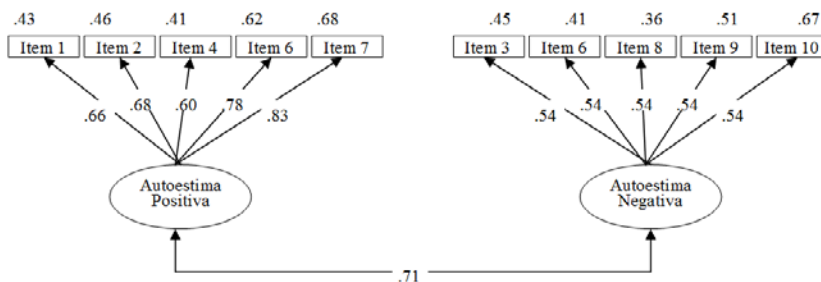 .43 .46 .41 .62 .68 .45 .41 .36 .51 .67
Item 1 Item 2 Item 4 Item 6 Item 7 Item 3 Item 6 Item 8 Item 9 Item 10
.66 .68 .60 .78 .83 .54 .54 .54 .54 .54
Autoestima
Positiva
Autoestima
Negativa
.71